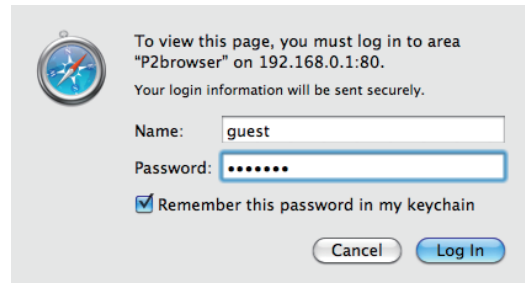 To view this page, you must log in to area
“P2browser” on 192.168.0.1:80.
Your login information will be sent securely.
Name: guest
Password: •••••••
Remember this password in my keychain
Cancel Log In